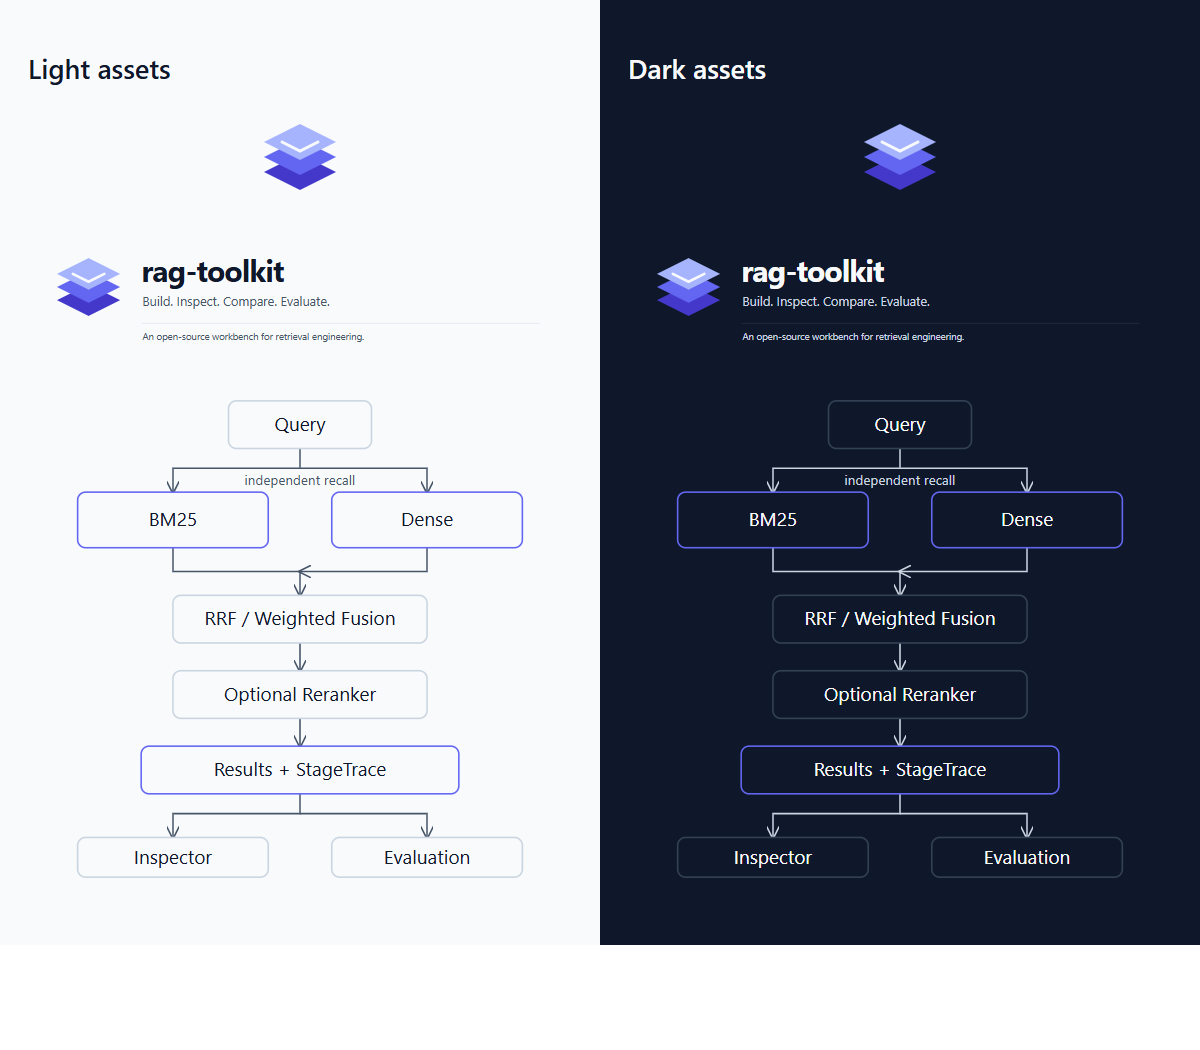 Light assets
rag-toolkit
Build. Inspect. Compare. Evaluate.
An open-source workbench for retrieval engineering.
Query
independent recall
BM25
Dense
RRF / Weighted Fusion
Optional Reranker
Results + StageTrace
Inspector
Evaluation
Dark assets
rag-toolkit
Build. Inspect. Compare. Evaluate.
An open-source workbench for retrieval engineering.
Query
independent recall
BM25
Dense
RRF / Weighted Fusion
Optional Reranker
Results + StageTrace
Inspector
Evaluation